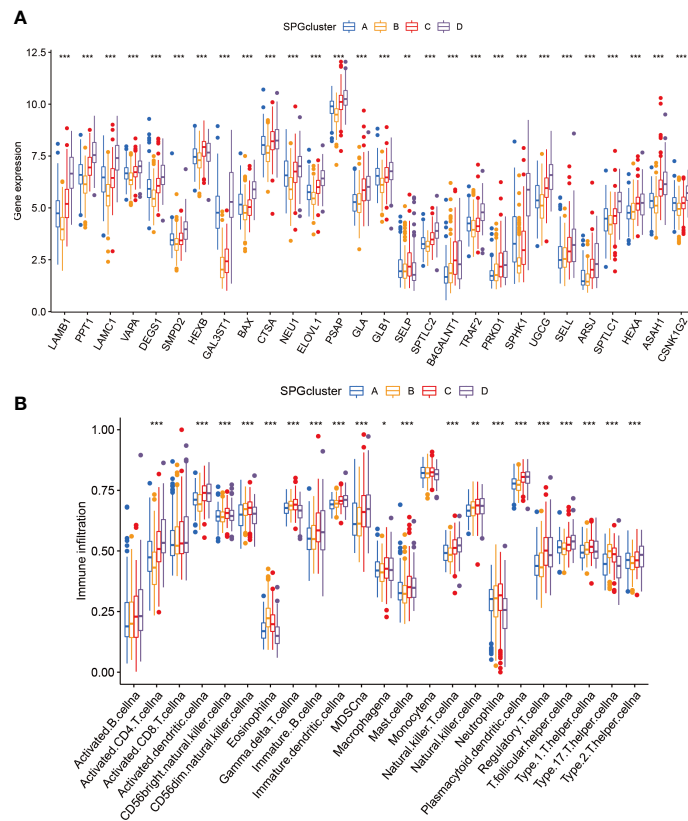 A
SPGcluster A B C D
*** *** *** *** *** *** *** *** *** *** *** *** *** *** *** ** *** *** *** *** *** *** *** *** *** *** *** ***
12.5
10.0
7.5
5.0
2.5
0.0
Gene expression
LAMB1
PPT1
LAMC1
VAPA
DEGS1
SMPD2
HEXB
GAL3ST1
BAX
CTSA
NEU1
ELOVL1
PSAP
GLA
GLB1
SELP
SPTLC2
B4GALNT1
TRAF2
PRKD1
SPHK1
UGCG
SELL
ARSJ
SPTLC1
HEXA
ASAH1
CSNK1G2
B
SPGcluster A B C D
*** *** *** *** *** *** *** *** * *** *** ** *** *** *** *** *** *** ***
1.00
0.75
0.50
0.25
0.00
Immune infiltration
Activated.B.cellna
Activated.CD4.T.cellna
Activated.CD8.T.cellna
Activated.dendritic.cellna
CD56bright.natural.killer.cellna
CD56dim.natural.killer.cellna
Eosinophilna
Gamma.delta.T.cellna
Immature..B.cellna
Immature.dendritic.cellna
MDSCna
Macrophagena
Mast.cellna
Monocytena
Natural.killer.T.cellna
Natural.killer.cellna
Neutrophilna
Plasmacytoid.dendritic.cellna
Regulatory.T.cellna
T.follicular.helper.cellna
Type.1.T.helper.cellna
Type.17.T.helper.cellna
Type.2.T.helper.cellna